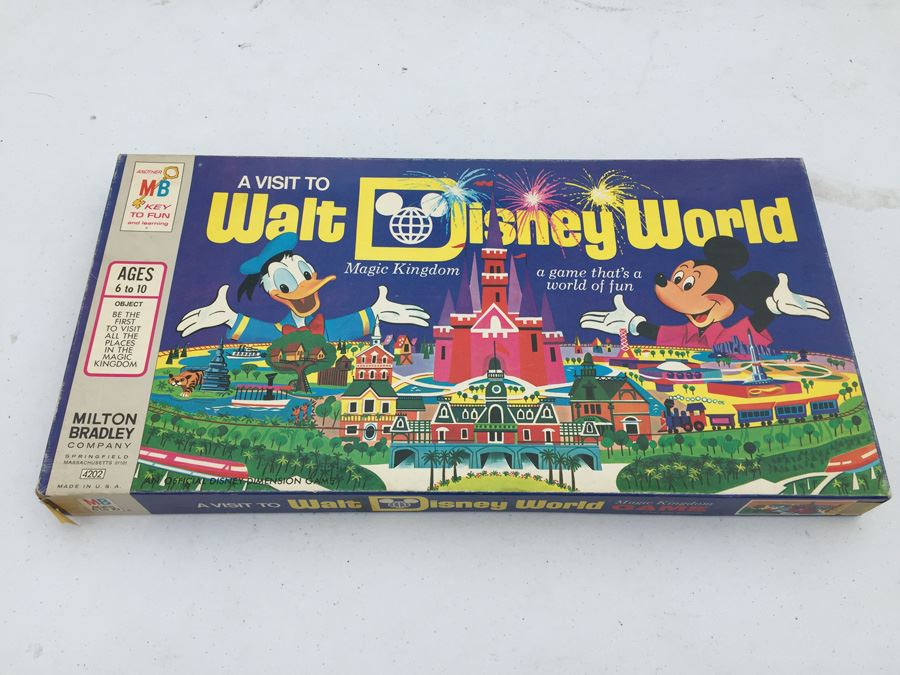 ANOTHER
MB
KEY
TO FUN
and learning
AGES
6 to 10
OBJECT
BE THE
FIRST
TO VISIT
ALL THE
PLACES
IN THE
MAGIC
KINGDOM
MILTON
BRADLEY
COMPANY
SPRINGFIELD
MASSACHUSETTS 01101
4202
MADE IN U.S.A.
A VISIT TO
Walt Disney World
Magic Kingdom
a game that's a
world of fun
AN OFFICIAL DISNEY DIMENSION GAME
MB
A VISIT TO Walt Disney World Magic Kingdom
GAME